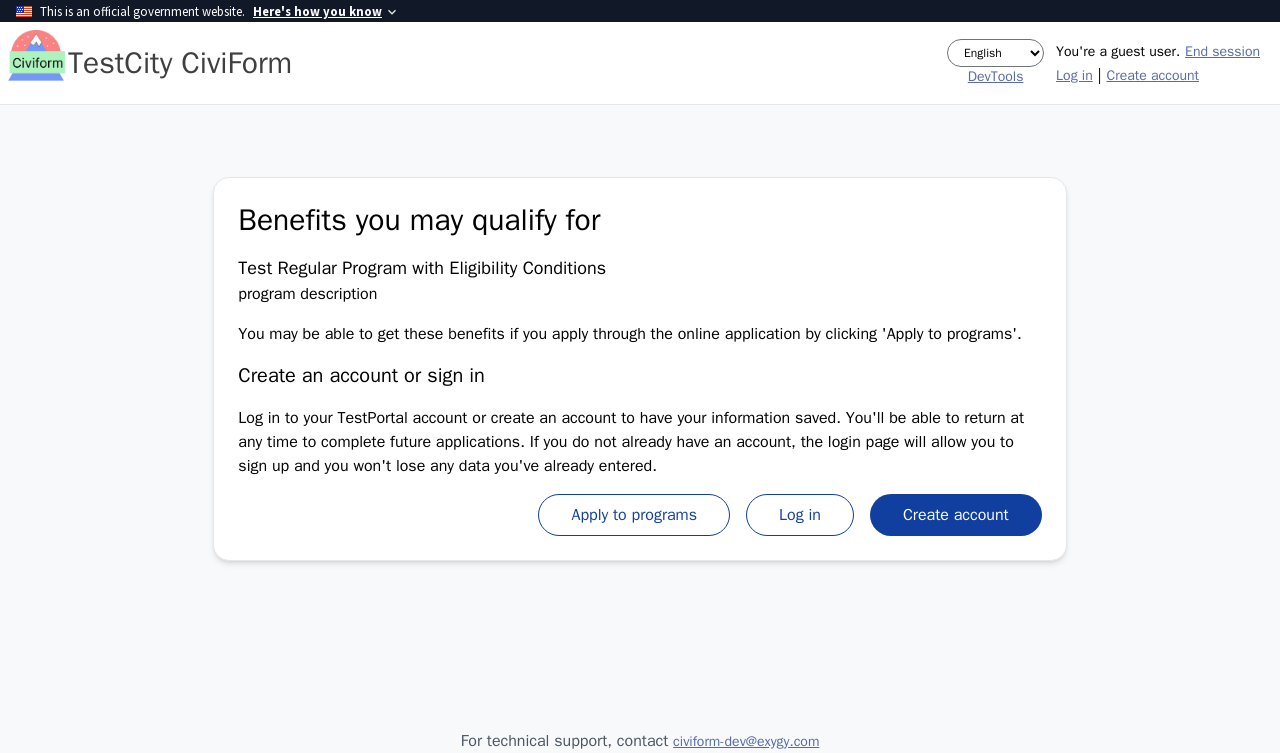 This is an official government website. Here's how you know
Civiform TestCity CiviForm
English
DevTools
You're a guest user. End session
Log in | Create account
Benefits you may qualify for
Test Regular Program with Eligibility Conditions
program description
You may be able to get these benefits if you apply through the online application by clicking 'Apply to programs'.
Create an account or sign in
Log in to your TestPortal account or create an account to have your information saved. You'll be able to return at
any time to complete future applications. If you do not already have an account, the login page will allow you to
sign up and you won't lose any data you've already entered.
Apply to programs Log in Create account
For technical support, contact civiform-dev@exygy.com